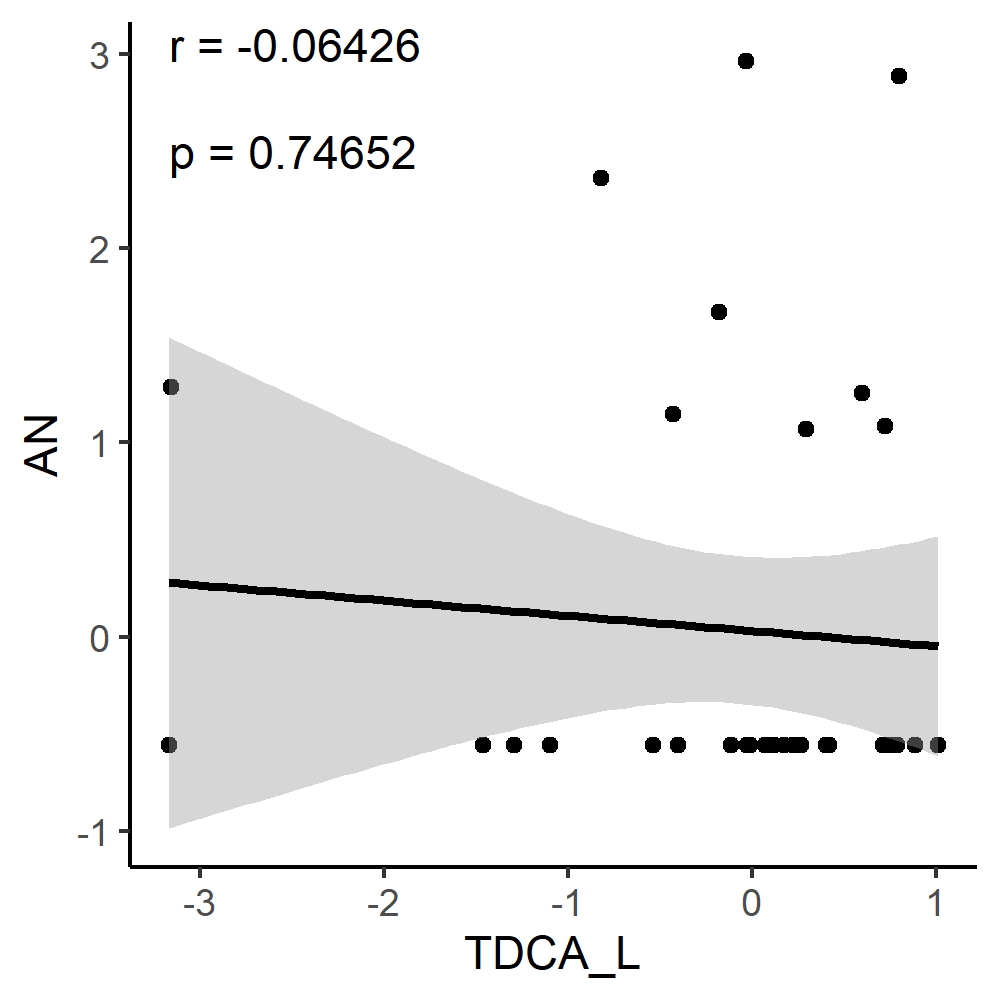 r = -0.06426
p = 0.74652
3
2
1
0
-1
AN
-3 -2 -1 0 1
TDCA_L